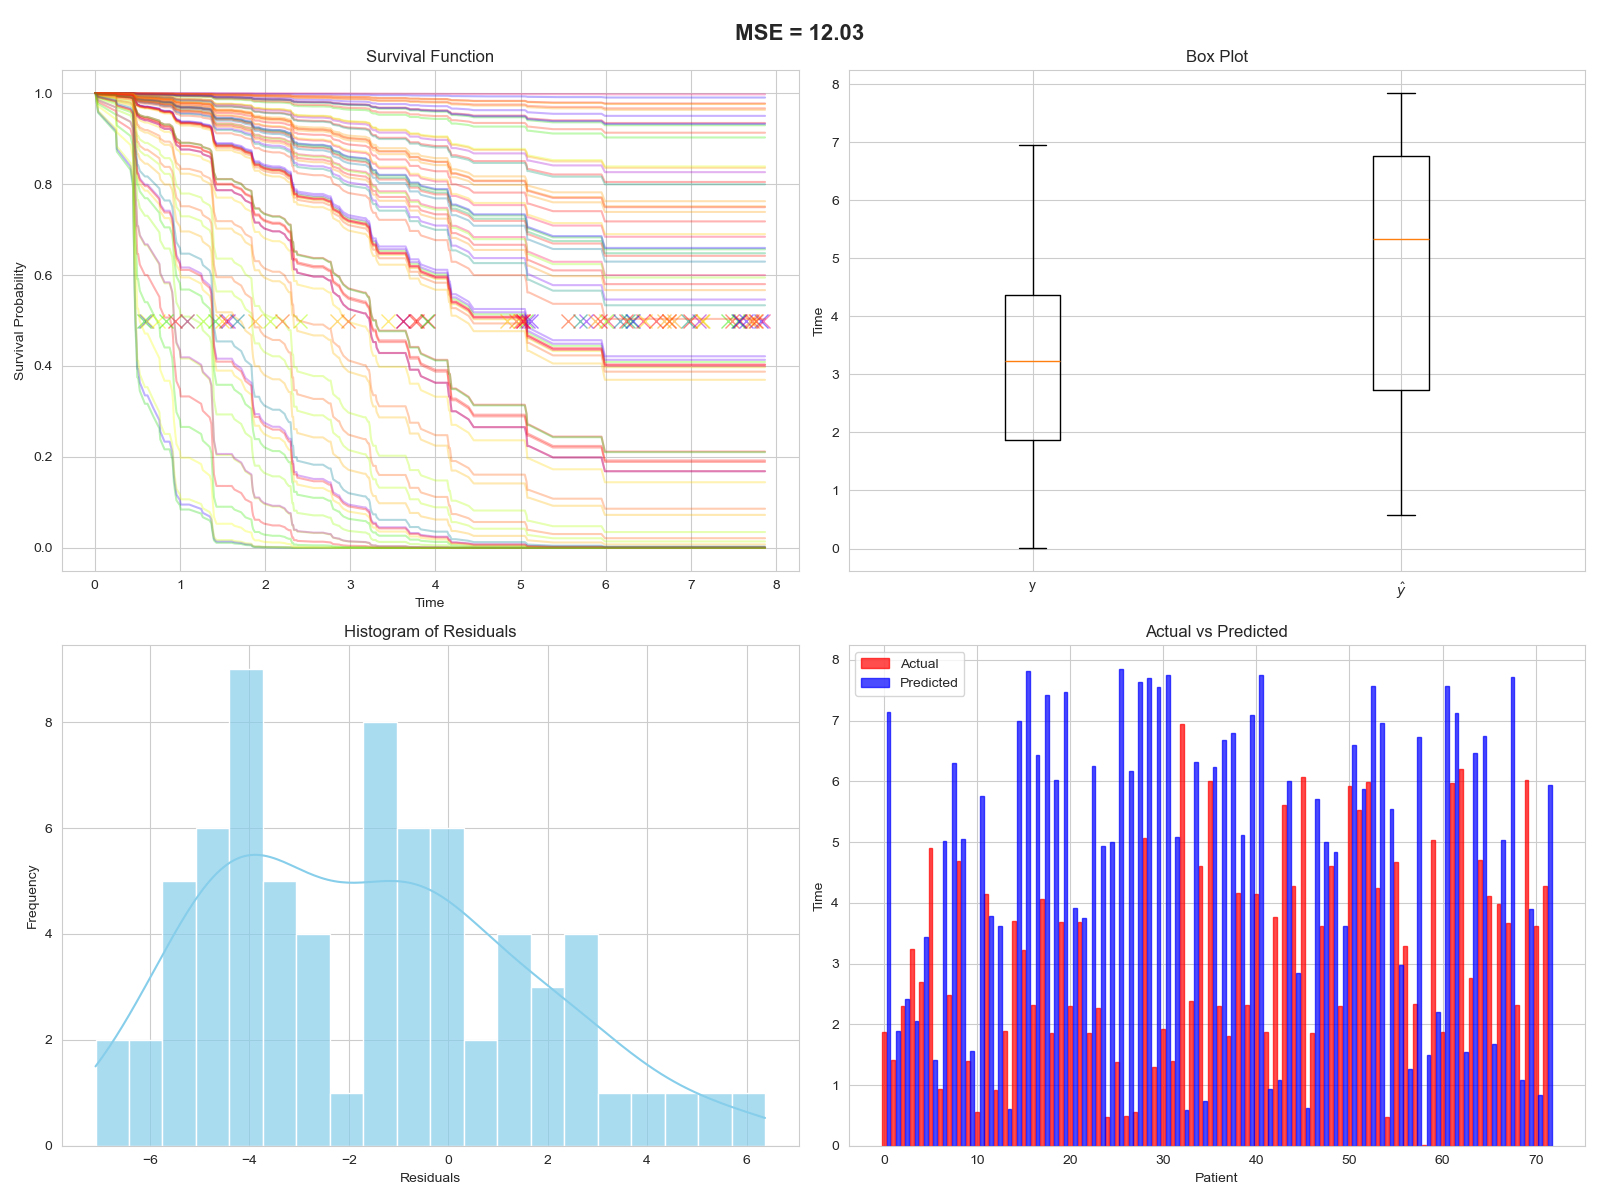 MSE = 12.03
Survival Function
Survival Probability
1.0
0.8
0.6
0.4
0.2
0.0
0 1 2 3 4 5 6 7 8
Time
Box Plot
Time
8
7
6
5
4
3
2
1
0
y ŷ
Histogram of Residuals
Frequency
8
6
4
2
0
−6 −4 −2 0 2 4 6
Residuals
Actual vs Predicted
Actual
Predicted
Time
8
7
6
5
4
3
2
1
0
0 10 20 30 40 50 60 70
Patient